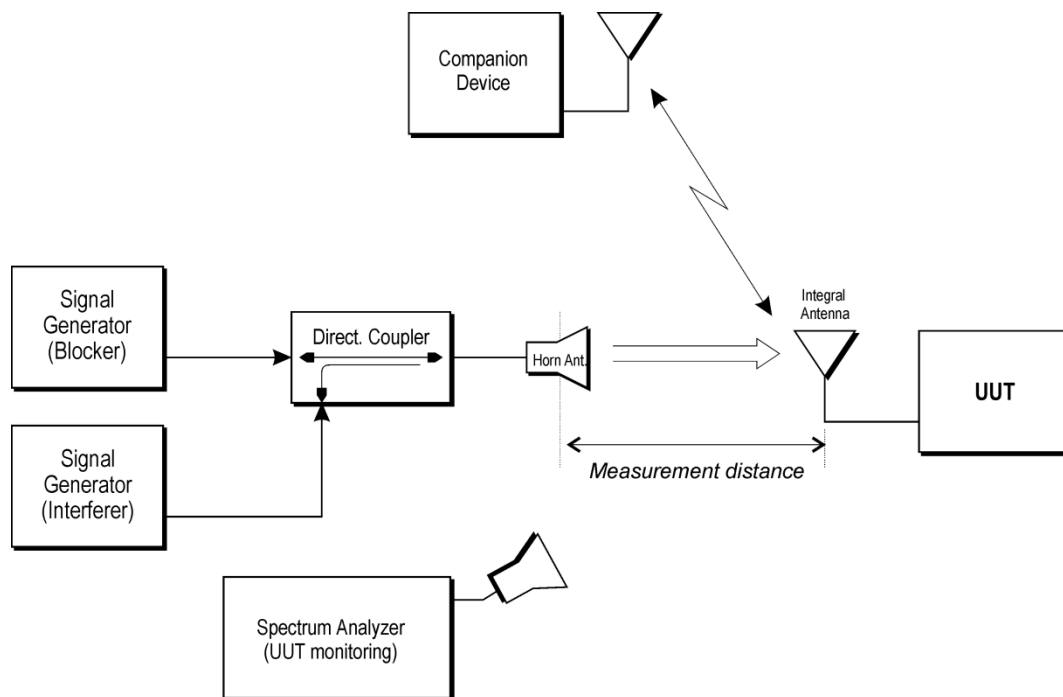 Companion
Device
Signal
Generator
(Blocker)
Direct. Coupler
Horn Ant.
Integral
Antenna
UUT
Signal
Generator
(Interferer)
Measurement distance
Spectrum Analyzer
(UUT monitoring)